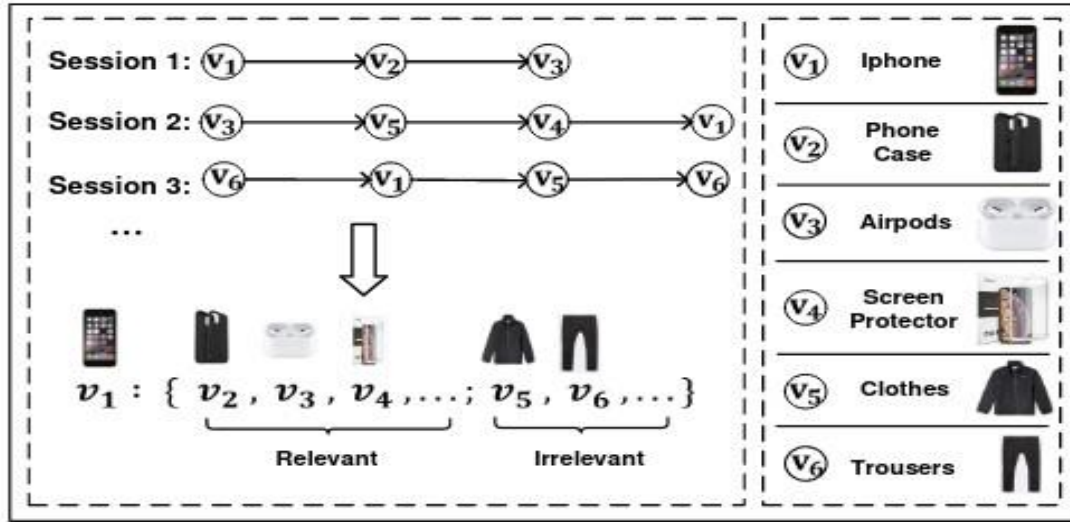 Session 1: v1 v2 v3
Session 2: v3 v5 v4 v1
Session 3: v6 v1 v5 v6
...
v1 : { v2 , v3 , v4 ,...; v5 , v6 ,...}
Relevant Irrelevant
v1 Iphone
v2 Phone
Case
v3 Airpods
v4 Screen
Protector
v5 Clothes
v6 Trousers